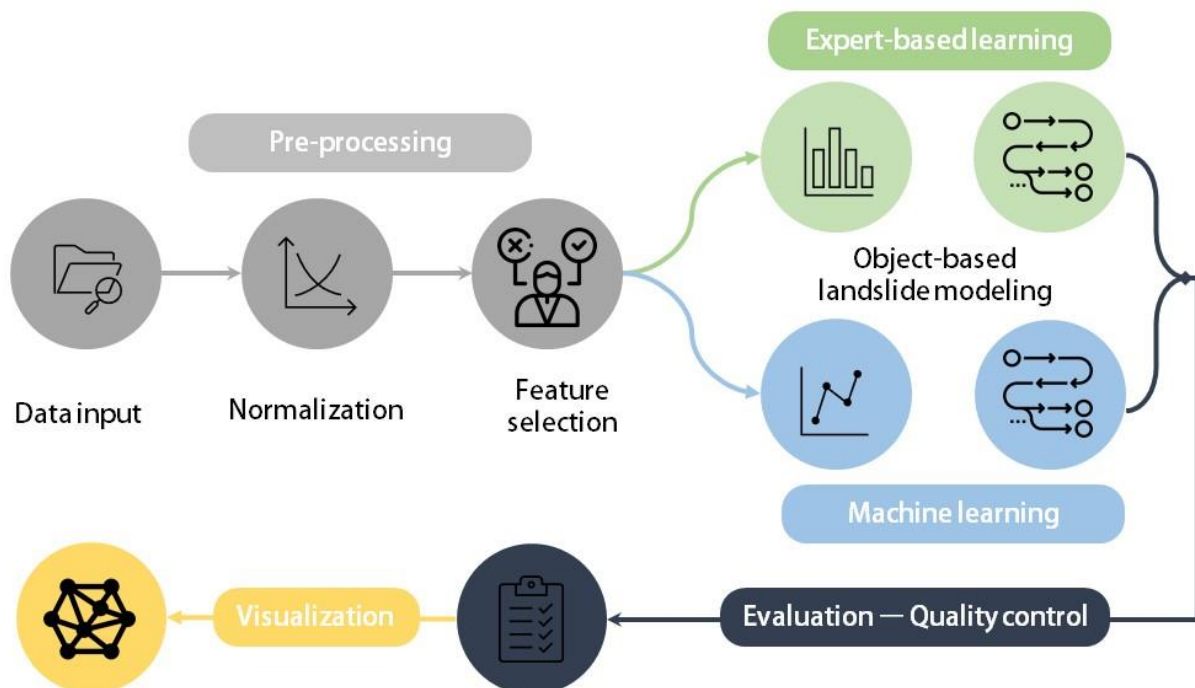 Expert-based learning
Pre-processing
Object-based
landslide modeling
Data input
Normalization
Feature
selection
Machine learning
Visualization
Evaluation — Quality control